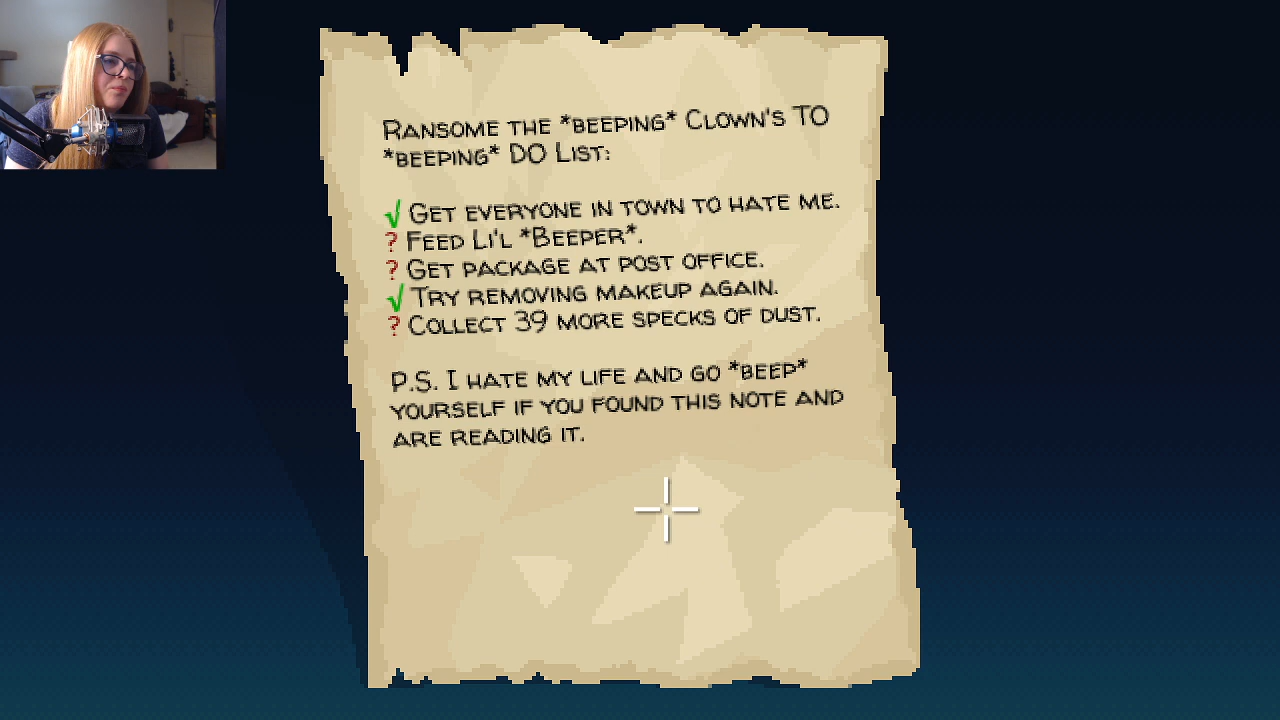 Ransome the *beeping* Clown's TO
*beeping* DO List:
√ Get everyone in town to hate me.
? Feed Li'l *Beeper*.
? Get package at post office.
√ Try removing makeup again.
? Collect 39 more specks of dust.
P.S. I hate my life and go *beep*
yourself if you found this note and
are reading it.